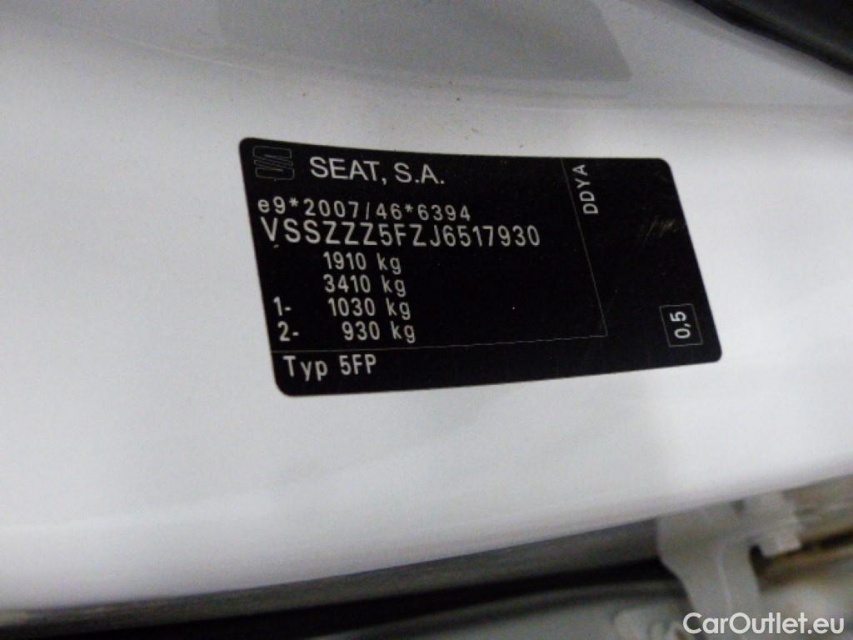 SEAT, S.A.
DDYA
e9*2007/46*6394
VSSZZZ5FZJ6517930
1910 kg
3410 kg
1- 1030 kg
2- 930 kg
0,5
Typ 5FP
CarOutlet.eu